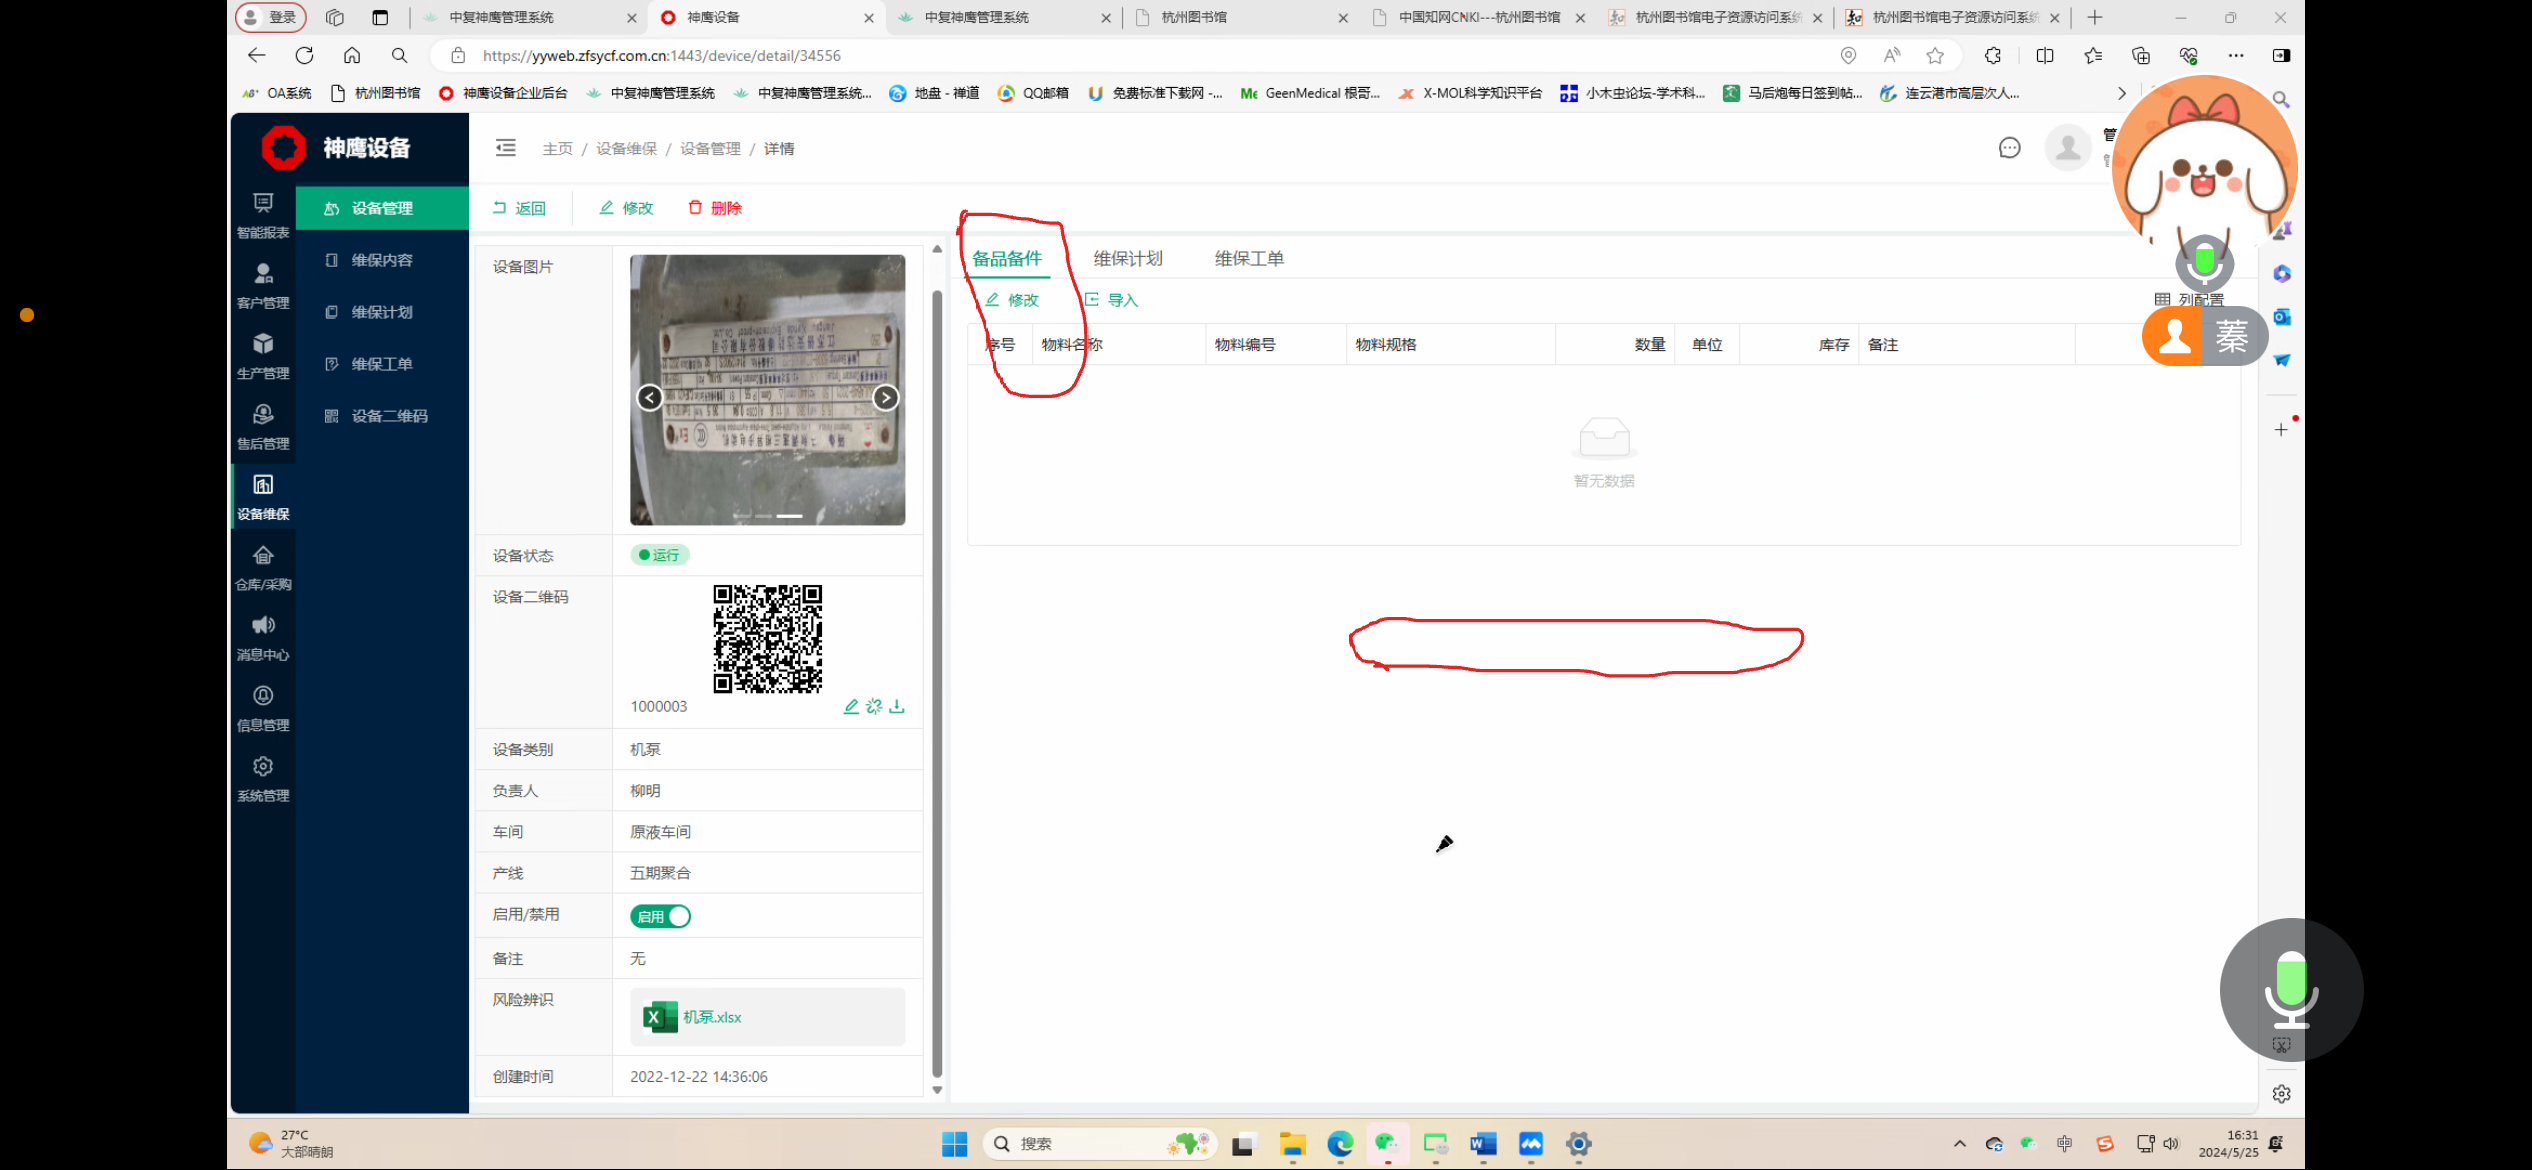 登录
中复神鹰管理系统
神鹰设备
中复神鹰管理系统
杭州图书馆
中国知网CNKI---杭州图书馆
杭州图书馆电子资源访问系统
杭州图书馆电子资源访问系统
https://yyweb.zfsycf.com.cn:1443/device/detail/34556
OA系统
杭州图书馆
神鹰设备企业后台
中复神鹰管理系统
中复神鹰管理系统...
地盘 - 禅道
QQ邮箱
免费标准下载网 -...
GeenMedical 根哥...
X-MOL科学知识平台
小木虫论坛-学术科...
马后炮每日签到帖...
连云港市高层次人...
神鹰设备
主页 / 设备维保 / 设备管理 / 详情
管
智能报表
客户管理
生产管理
售后管理
设备维保
仓库/采购
消息中心
信息管理
系统管理
设备管理
维保内容
维保计划
维保工单
设备二维码
返回
修改
删除
设备图片
设备状态
运行
设备二维码
1000003
设备类别
机泵
负责人
柳明
车间
原液车间
产线
五期聚合
启用/禁用
启用
备注
无
风险辨识
机泵.xlsx
创建时间
2022-12-22 14:36:06
备品备件
维保计划
维保工单
修改
导入
列配置
序号
物料名称
物料编号
物料规格
数量
单位
库存
备注
暂无数据
蓁
27°C
大部晴朗
搜索
中
16:31
2024/5/25